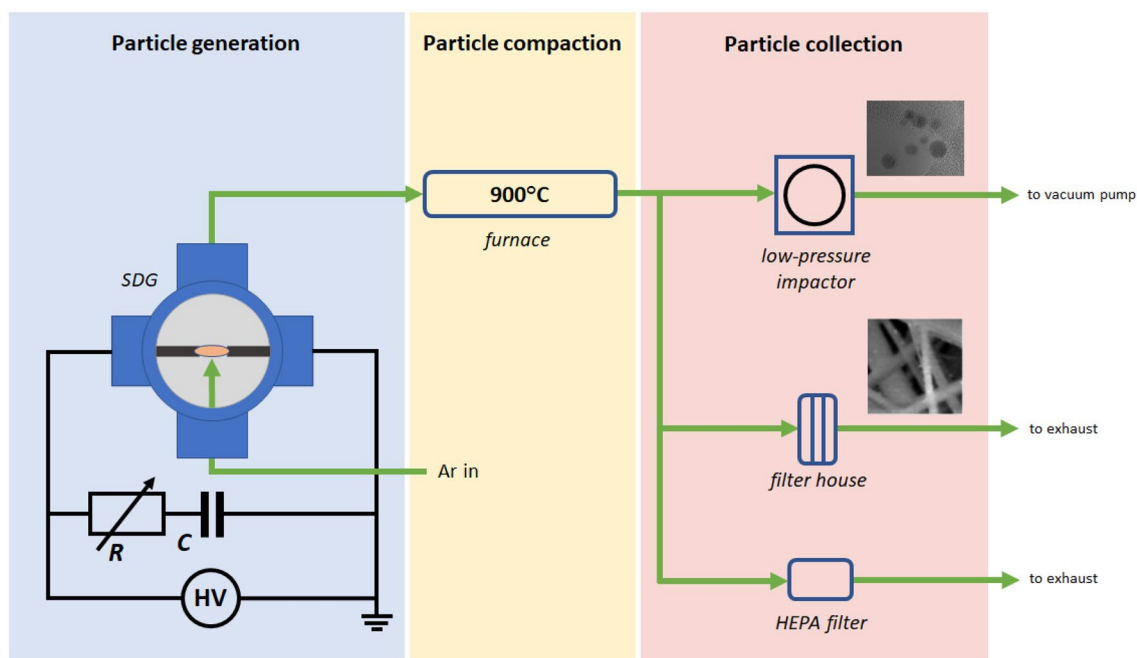 Particle generation
Particle compaction
Particle collection
SDG
900°C
furnace
low-pressure
impactor
to vacuum pump
filter house
to exhaust
Ar in
R
C
HV
HEPA filter
to exhaust